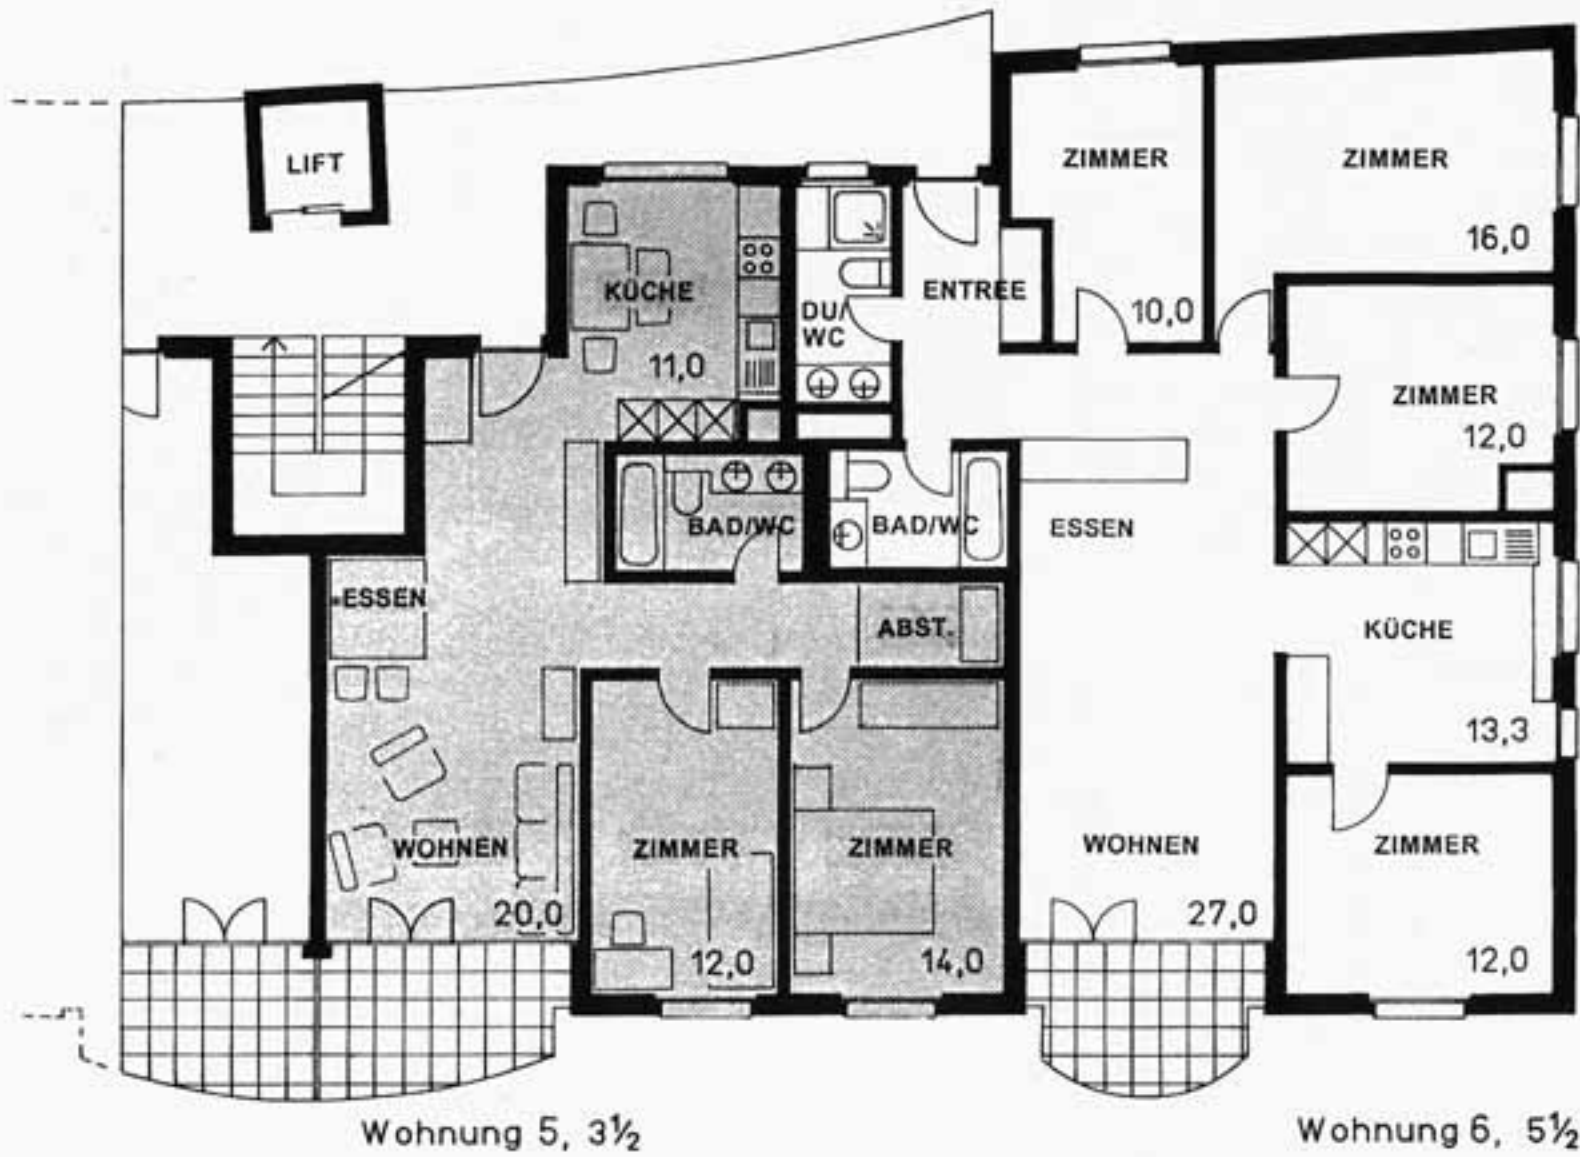 LIFT
ZIMMER
ZIMMER
16,0
KÜCHE
ENTREE
10,0
DU/
WC
11,0
ZIMMER
12,0
BAD/WC
BAD/WC
ESSEN
ESSEN
ABST.
KÜCHE
13,3
WOHNEN
ZIMMER
ZIMMER
WOHNEN
ZIMMER
20,0
12,0
14,0
27,0
12,0
Wohnung 5, 3½
Wohnung 6, 5½